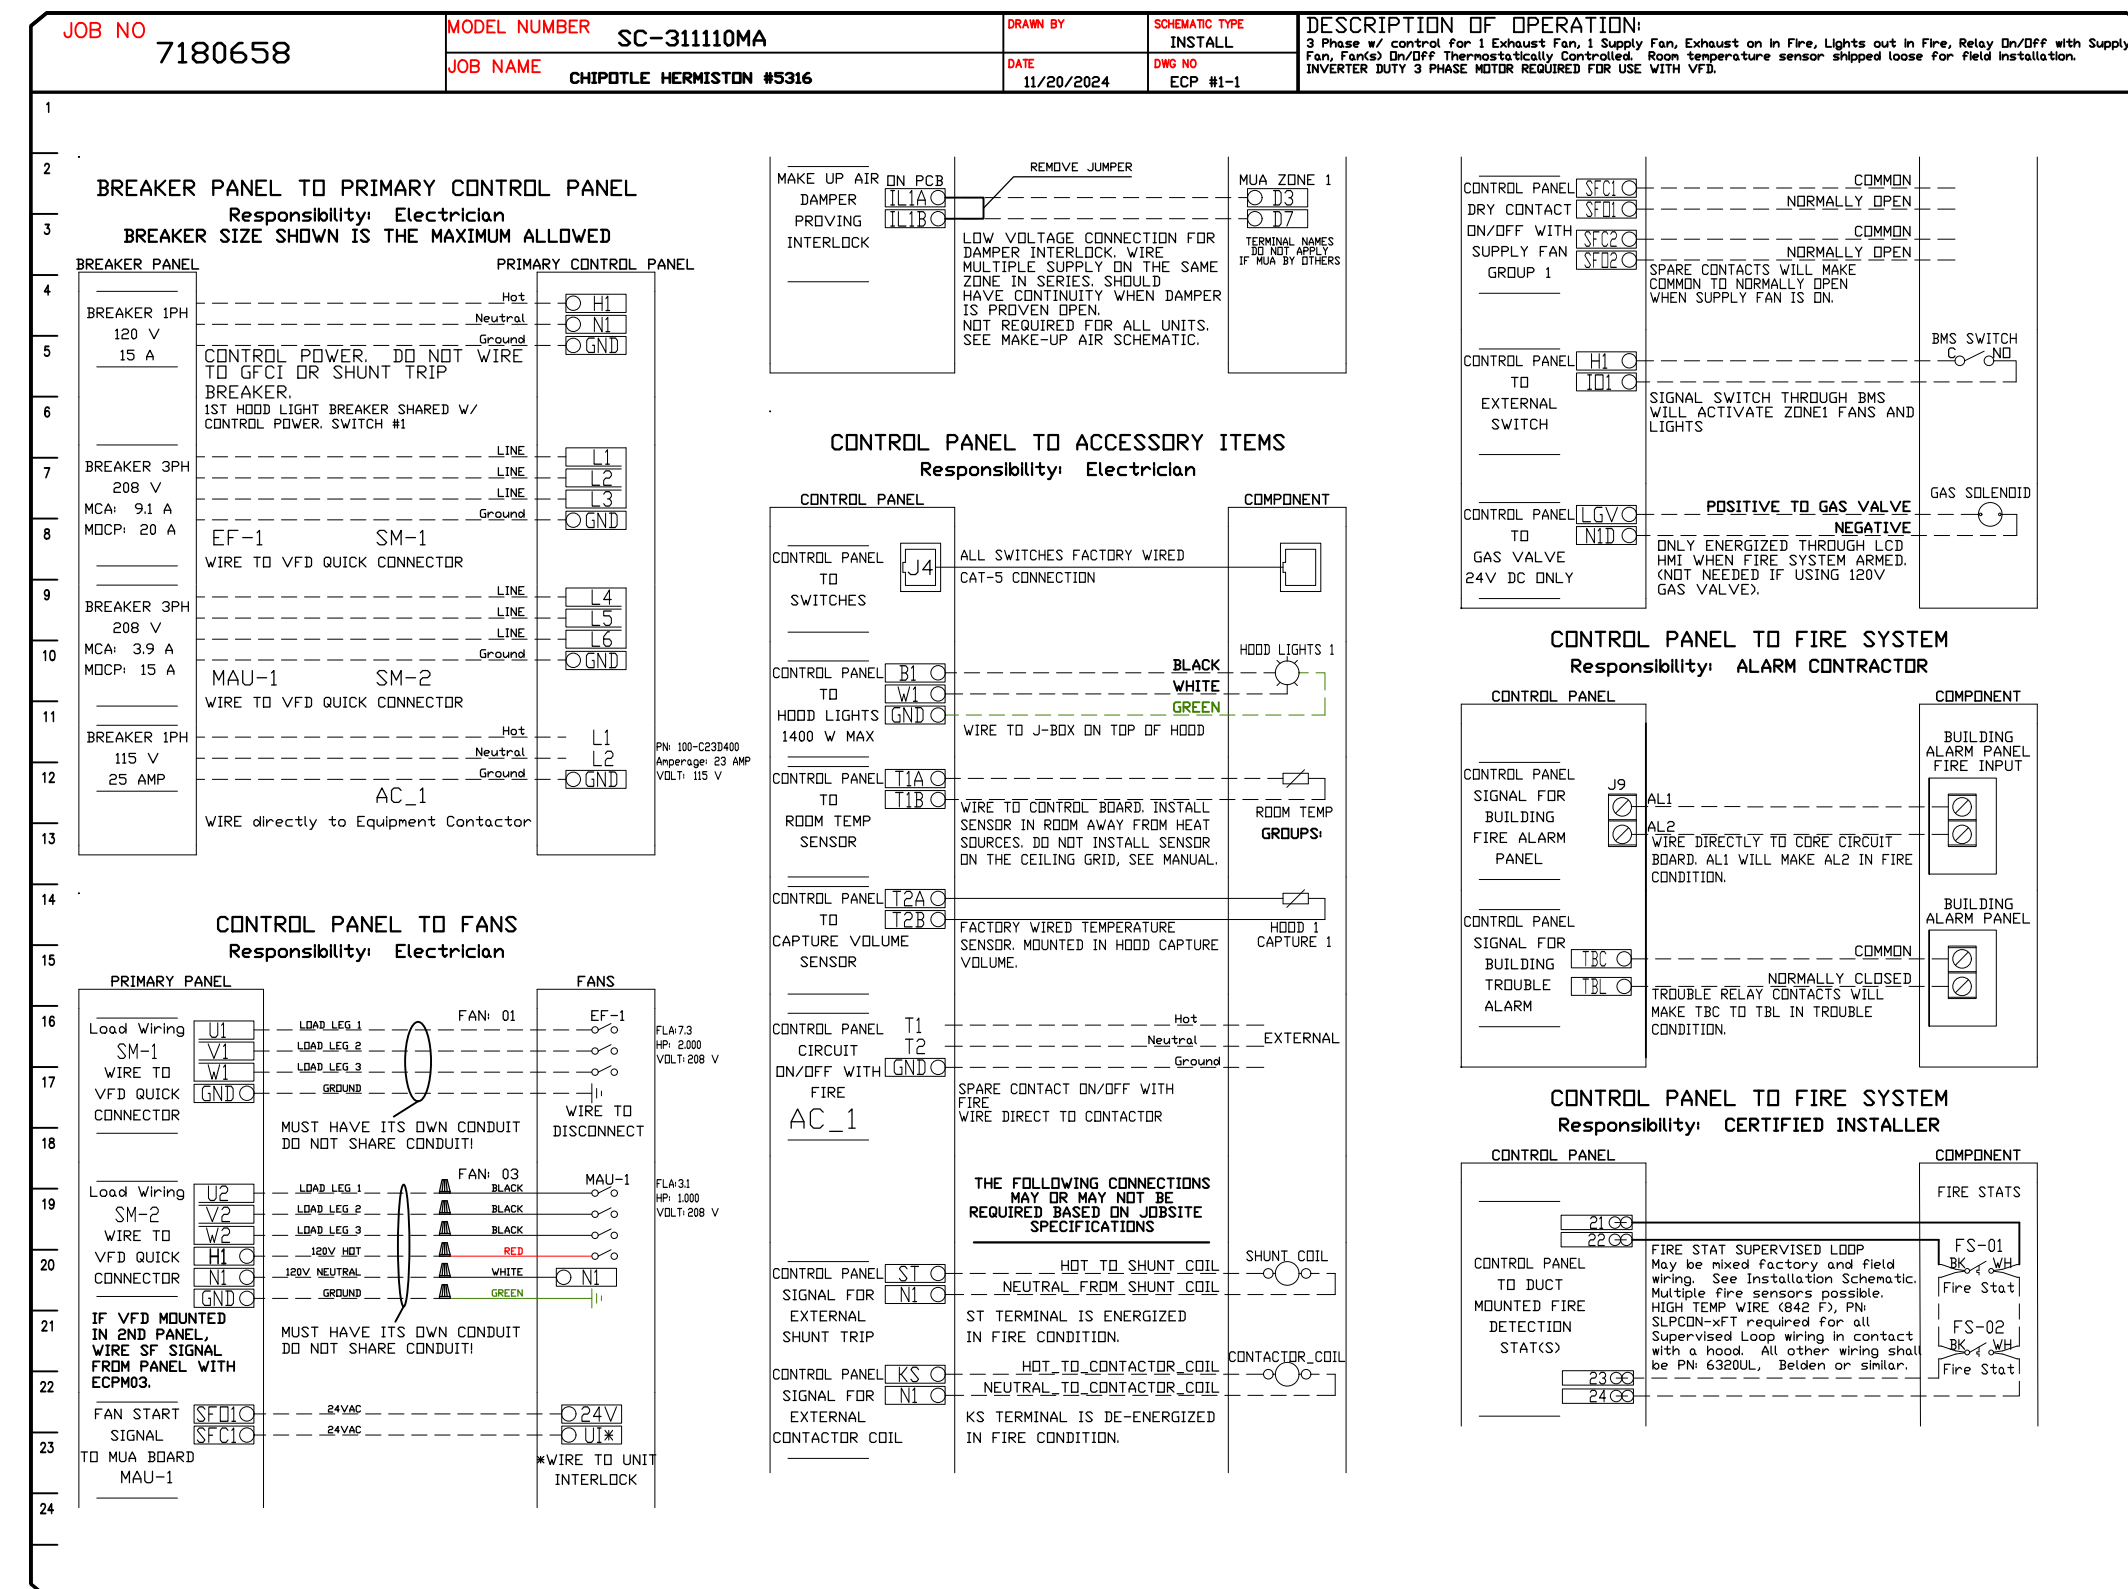 JOB NO
7180658
MODEL NUMBER SC-311110MA
JOB NAME
CHIPOTLE HERMISTON #5316
DRAWN BY
DATE
11/20/2024
SCHEMATIC TYPE
INSTALL
DWG NO
ECP #1-1
DESCRIPTION OF OPERATION:
3 Phase w/ control for 1 Exhaust Fan, 1 Supply Fan, Exhaust on in Fire, Lights out in Fire, Relay On/Off with Supply
Fan, Fan(s) On/Off Thermostatically Controlled. Room temperature sensor shipped loose for field installation.
INVERTER DUTY 3 PHASE MOTOR REQUIRED FOR USE WITH VFD.
1
2
3
4
5
6
7
8
9
10
11
12
13
14
15
16
17
18
19
20
21
22
23
24
BREAKER PANEL TO PRIMARY CONTROL PANEL
Responsibility: Electrician
BREAKER SIZE SHOWN IS THE MAXIMUM ALLOWED
BREAKER PANEL
PRIMARY CONTROL PANEL
BREAKER 1PH
120 V
15 A
Hot
H1
Neutral
N1
Ground
GND
CONTROL POWER. DO NOT WIRE
TO GFCI OR SHUNT TRIP
BREAKER.
1ST HOOD LIGHT BREAKER SHARED W/
CONTROL POWER. SWITCH #1
BREAKER 3PH
208 V
MCA: 9.1 A
MOCP: 20 A
LINE
L1
LINE
L2
LINE
L3
Ground
GND
EF-1 SM-1
WIRE TO VFD QUICK CONNECTOR
BREAKER 3PH
208 V
MCA: 3.9 A
MOCP: 15 A
LINE
L4
LINE
L5
LINE
L6
Ground
GND
MAU-1 SM-2
WIRE TO VFD QUICK CONNECTOR
BREAKER 1PH
115 V
25 AMP
Hot
L1
Neutral
L2
Ground
GND
PN: 100-C23D400
Amperage: 23 AMP
VOLT: 115 V
AC_1
WIRE directly to Equipment Contactor
CONTROL PANEL TO FANS
Responsibility: Electrician
PRIMARY PANEL
FANS
Load Wiring
SM-1
WIRE TO
VFD QUICK
CONNECTOR
U1
V1
W1
GND
LOAD LEG 1
LOAD LEG 2
LOAD LEG 3
GROUND
FAN: 01
EF-1
FLA:7.3
HP: 2.000
VOLT: 208 V
WIRE TO
DISCONNECT
MUST HAVE ITS OWN CONDUIT
DO NOT SHARE CONDUIT!
Load Wiring
SM-2
WIRE TO
VFD QUICK
CONNECTOR
U2
V2
W2
H1
N1
GND
LOAD LEG 1
LOAD LEG 2
LOAD LEG 3
120V HOT
120V NEUTRAL
GROUND
FAN: 03
BLACK
BLACK
BLACK
RED
WHITE
GREEN
MAU-1
N1
FLA:3.1
HP: 1.000
VOLT: 208 V
IF VFD MOUNTED
IN 2ND PANEL,
WIRE SF SIGNAL
FROM PANEL WITH
ECPM03.
MUST HAVE ITS OWN CONDUIT
DO NOT SHARE CONDUIT!
FAN START
SIGNAL
TO MUA BOARD
MAU-1
SFO1
SFC1
24VAC
24VAC
24V
UI*
*WIRE TO UNIT
INTERLOCK
MAKE UP AIR
DAMPER
PROVING
INTERLOCK
ON PCB
IL1A
IL1B
REMOVE JUMPER
MUA ZONE 1
D3
D7
TERMINAL NAMES
DO NOT APPLY
IF MUA BY OTHERS
LOW VOLTAGE CONNECTION FOR
DAMPER INTERLOCK. WIRE
MULTIPLE SUPPLY ON THE SAME
ZONE IN SERIES. SHOULD
HAVE CONTINUITY WHEN DAMPER
IS PROVEN OPEN.
NOT REQUIRED FOR ALL UNITS.
SEE MAKE-UP AIR SCHEMATIC.
CONTROL PANEL TO ACCESSORY ITEMS
Responsibility: Electrician
CONTROL PANEL
COMPONENT
CONTROL PANEL
TO
SWITCHES
J4
ALL SWITCHES FACTORY WIRED
CAT-5 CONNECTION
CONTROL PANEL
TO
HOOD LIGHTS
1400 W MAX
B1
W1
GND
BLACK
WHITE
GREEN
HOOD LIGHTS 1
WIRE TO J-BOX ON TOP OF HOOD
CONTROL PANEL
TO
ROOM TEMP
SENSOR
T1A
T1B
WIRE TO CONTROL BOARD. INSTALL
SENSOR IN ROOM AWAY FROM HEAT
SOURCES. DO NOT INSTALL SENSOR
ON THE CEILING GRID, SEE MANUAL.
ROOM TEMP
GROUPS:
CONTROL PANEL
TO
CAPTURE VOLUME
SENSOR
T2A
T2B
FACTORY WIRED TEMPERATURE
SENSOR. MOUNTED IN HOOD CAPTURE
VOLUME.
HOOD 1
CAPTURE 1
CONTROL PANEL
CIRCUIT
ON/OFF WITH
FIRE
AC_1
T1
T2
GND
Hot
Neutral
Ground
EXTERNAL
SPARE CONTACT ON/OFF WITH
FIRE
WIRE DIRECT TO CONTACTOR
THE FOLLOWING CONNECTIONS
MAY OR MAY NOT BE
REQUIRED BASED ON JOBSITE
SPECIFICATIONS
CONTROL PANEL
SIGNAL FOR
EXTERNAL
SHUNT TRIP
ST
N1
HOT TO SHUNT COIL
NEUTRAL FROM SHUNT COIL
SHUNT COIL
ST TERMINAL IS ENERGIZED
IN FIRE CONDITION.
CONTROL PANEL
SIGNAL FOR
EXTERNAL
CONTACTOR COIL
KS
N1
HOT TO CONTACTOR COIL
NEUTRAL TO CONTACTOR COIL
CONTACTOR COIL
KS TERMINAL IS DE-ENERGIZED
IN FIRE CONDITION.
CONTROL PANEL
DRY CONTACT
ON/OFF WITH
SUPPLY FAN
GROUP 1
SFC1
SFO1
SFC2
SFO2
COMMON
NORMALLY OPEN
COMMON
NORMALLY OPEN
SPARE CONTACTS WILL MAKE
COMMON TO NORMALLY OPEN
WHEN SUPPLY FAN IS ON.
CONTROL PANEL
TO
EXTERNAL
SWITCH
H1
IO1
BMS SWITCH
C NO
SIGNAL SWITCH THROUGH BMS
WILL ACTIVATE ZONE1 FANS AND
LIGHTS
CONTROL PANEL
TO
GAS VALVE
24V DC ONLY
LGV
N1D
POSITIVE TO GAS VALVE
NEGATIVE
GAS SOLENOID
ONLY ENERGIZED THROUGH LCD
HMI WHEN FIRE SYSTEM ARMED.
(NOT NEEDED IF USING 120V
GAS VALVE).
CONTROL PANEL TO FIRE SYSTEM
Responsibility: ALARM CONTRACTOR
CONTROL PANEL
COMPONENT
CONTROL PANEL
SIGNAL FOR
BUILDING
FIRE ALARM
PANEL
J9
AL1
AL2
BUILDING
ALARM PANEL
FIRE INPUT
WIRE DIRECTLY TO CORE CIRCUIT
BOARD. AL1 WILL MAKE AL2 IN FIRE
CONDITION.
CONTROL PANEL
SIGNAL FOR
BUILDING
TROUBLE
ALARM
TBC
TBL
COMMON
NORMALLY CLOSED
BUILDING
ALARM PANEL
TROUBLE RELAY CONTACTS WILL
MAKE TBC TO TBL IN TROUBLE
CONDITION.
CONTROL PANEL TO FIRE SYSTEM
Responsibility: CERTIFIED INSTALLER
CONTROL PANEL
COMPONENT
FIRE STATS
CONTROL PANEL
TO DUCT
MOUNTED FIRE
DETECTION
STAT(S)
21
22
23
24
FIRE STAT SUPERVISED LOOP
May be mixed factory and field
wiring. See Installation Schematic.
Multiple fire sensors possible.
HIGH TEMP WIRE (842 F), PN:
SLPCON-xFT required for all
Supervised Loop wiring in contact
with a hood. All other wiring shall
be PN: 6320UL, Belden or similar.
FS-01
BK WH
Fire Stat
FS-02
BK WH
Fire Stat